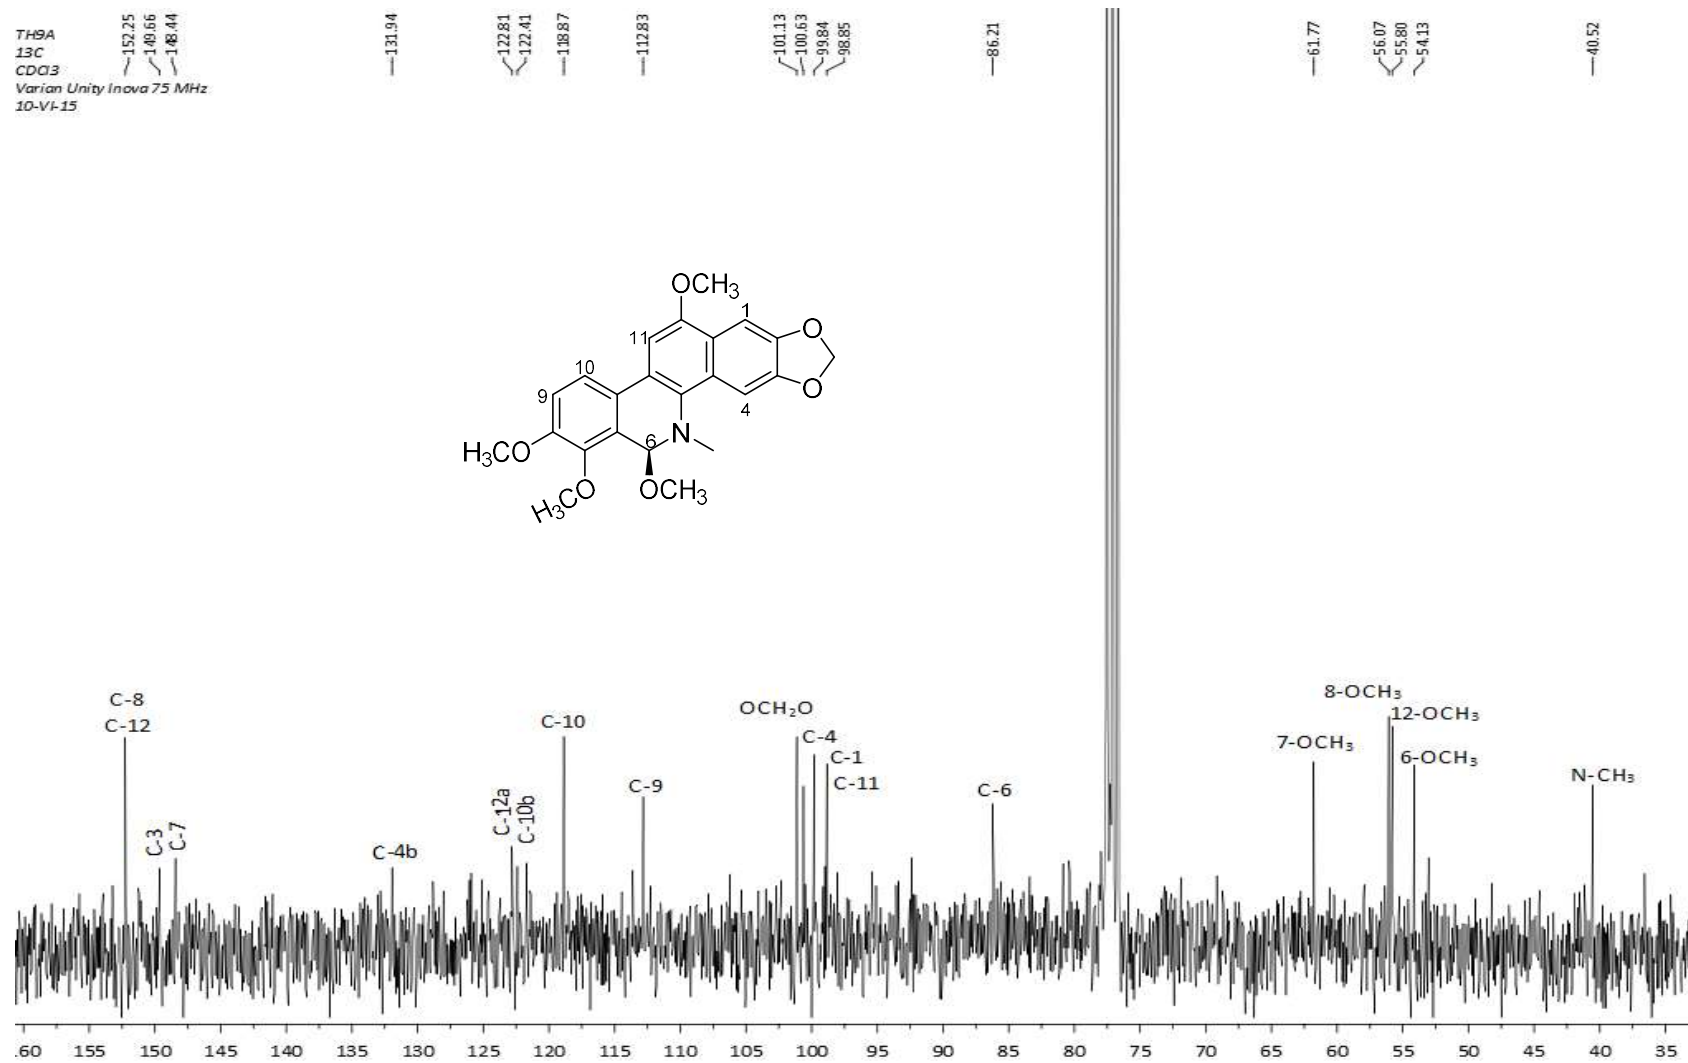 TH9A
13C
CDCl3
Varian Unity Inova 75 MHz
10-VI-15
152.25
149.66
148.44
131.94
122.81
122.41
118.87
112.83
101.13
100.63
99.84
98.85
86.21
61.77
56.07
55.80
54.13
40.52
OCH₃
1
11
O
10
O
9
4
6
N
H₃CO
OCH₃
H₃CO
C-8
C-12
C-3
C-7
C-4b
C-12a
C-10b
C-10
C-9
OCH₂O
C-4
C-1
C-11
C-6
7-OCH₃
8-OCH₃
12-OCH₃
6-OCH₃
N-CH₃
.60 155 150 145 140 135 130 125 120 115 110 105 100 95 90 85 80 75 70 65 60 55 50 45 40 35